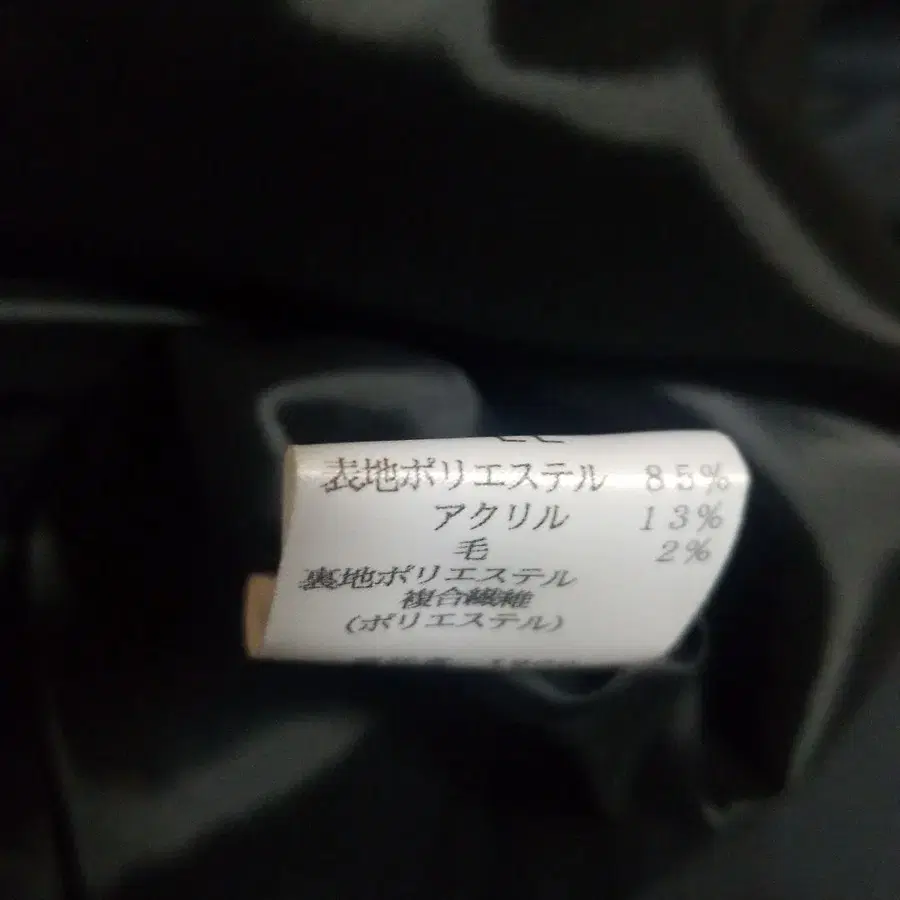 表地ポリエステル 85%
アクリル 13%
毛 2%
裏地ポリエステル
複合繊維
(ポリエステル)